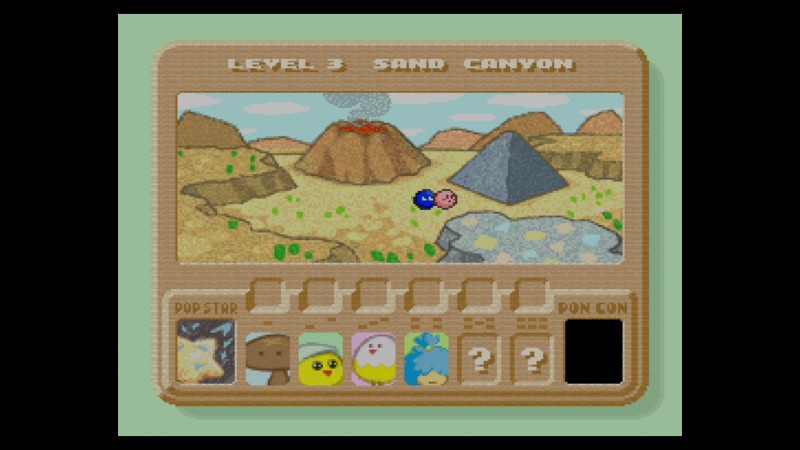 LEVEL 3 SAND CANYON
POP STAR
PON CON
?
?